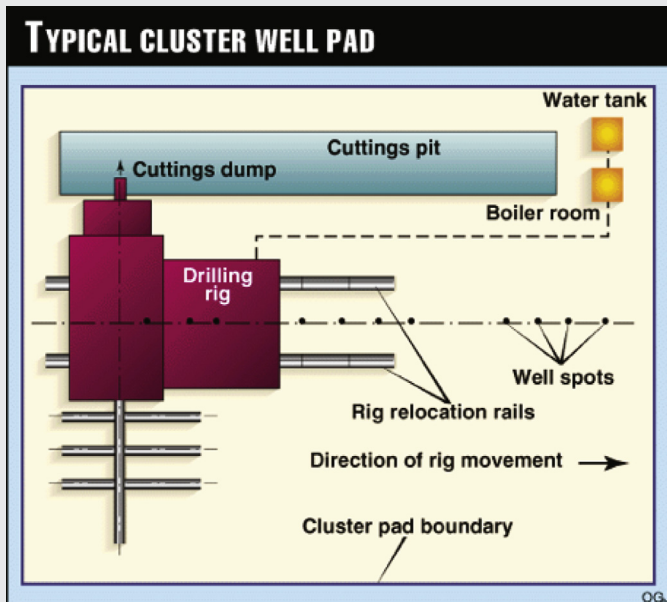 TYPICAL CLUSTER WELL PAD
Water tank
Cuttings pit
Cuttings dump
Boiler room
Drilling
rig
Well spots
Rig relocation rails
Direction of rig movement
Cluster pad boundary